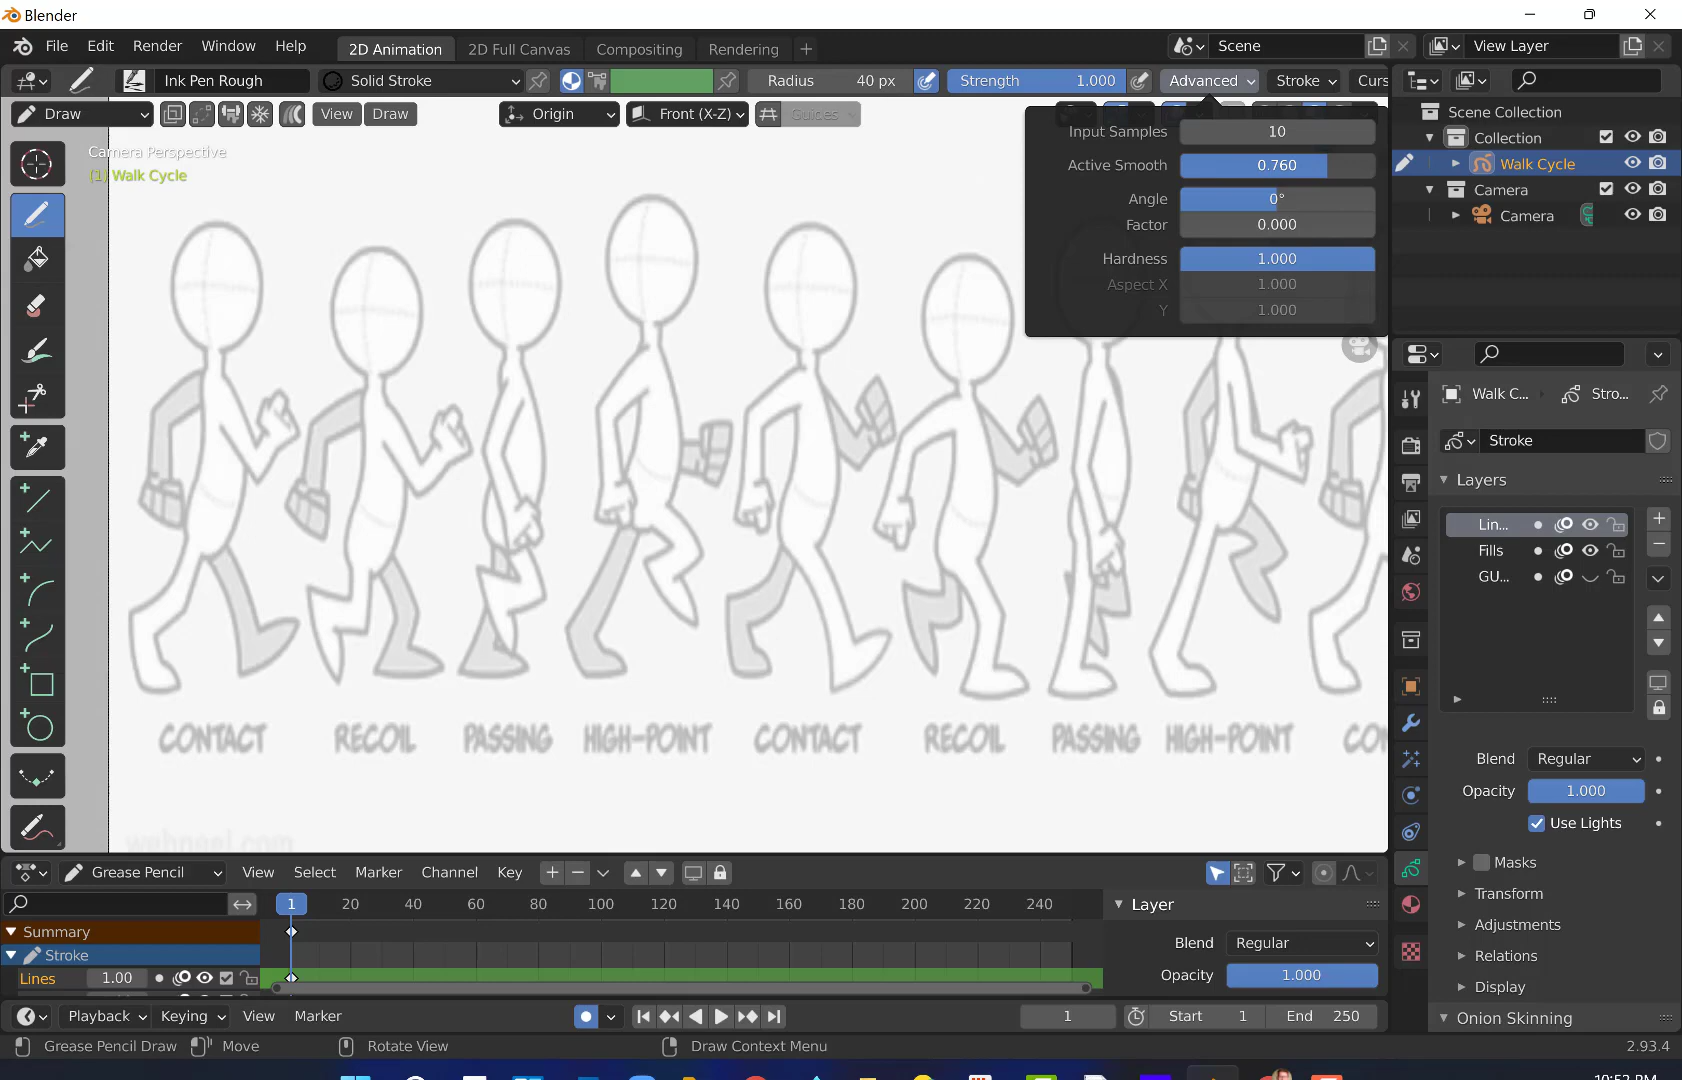 Blender
File Edit Render Window Help 2D Animation 2D Full Canvas Compositing Rendering + Scene View Layer
Ink Pen Rough Solid Stroke Radius 40 px Strength 1.000 Advanced Stroke Curs
Draw View Draw Origin Front (X-Z) Guides
Camera Perspective
(1) Walk Cycle
Input Samples 10
Active Smooth 0.760
Angle 0°
Factor 0.000
Hardness 1.000
Aspect X 1.000
Y 1.000
Scene Collection
Collection
Walk Cycle
Camera
Camera
CONTACT RECOIL PASSING HIGH-POINT CONTACT RECOIL PASSING HIGH-POINT CO
Walk C... Stro...
Stroke
Layers
Lin...
Fills
GU...
Blend Regular
Opacity 1.000
Use Lights
Masks
Transform
Adjustments
Relations
Display
Onion Skinning
Grease Pencil View Select Marker Channel Key
1 20 40 60 80 100 120 140 160 180 200 220 240
Summary
Stroke
Lines 1.00
Layer
Blend Regular
Opacity 1.000
Playback Keying View Marker 1 Start 1 End 250
Grease Pencil Draw Move Rotate View Draw Context Menu 2.93.4